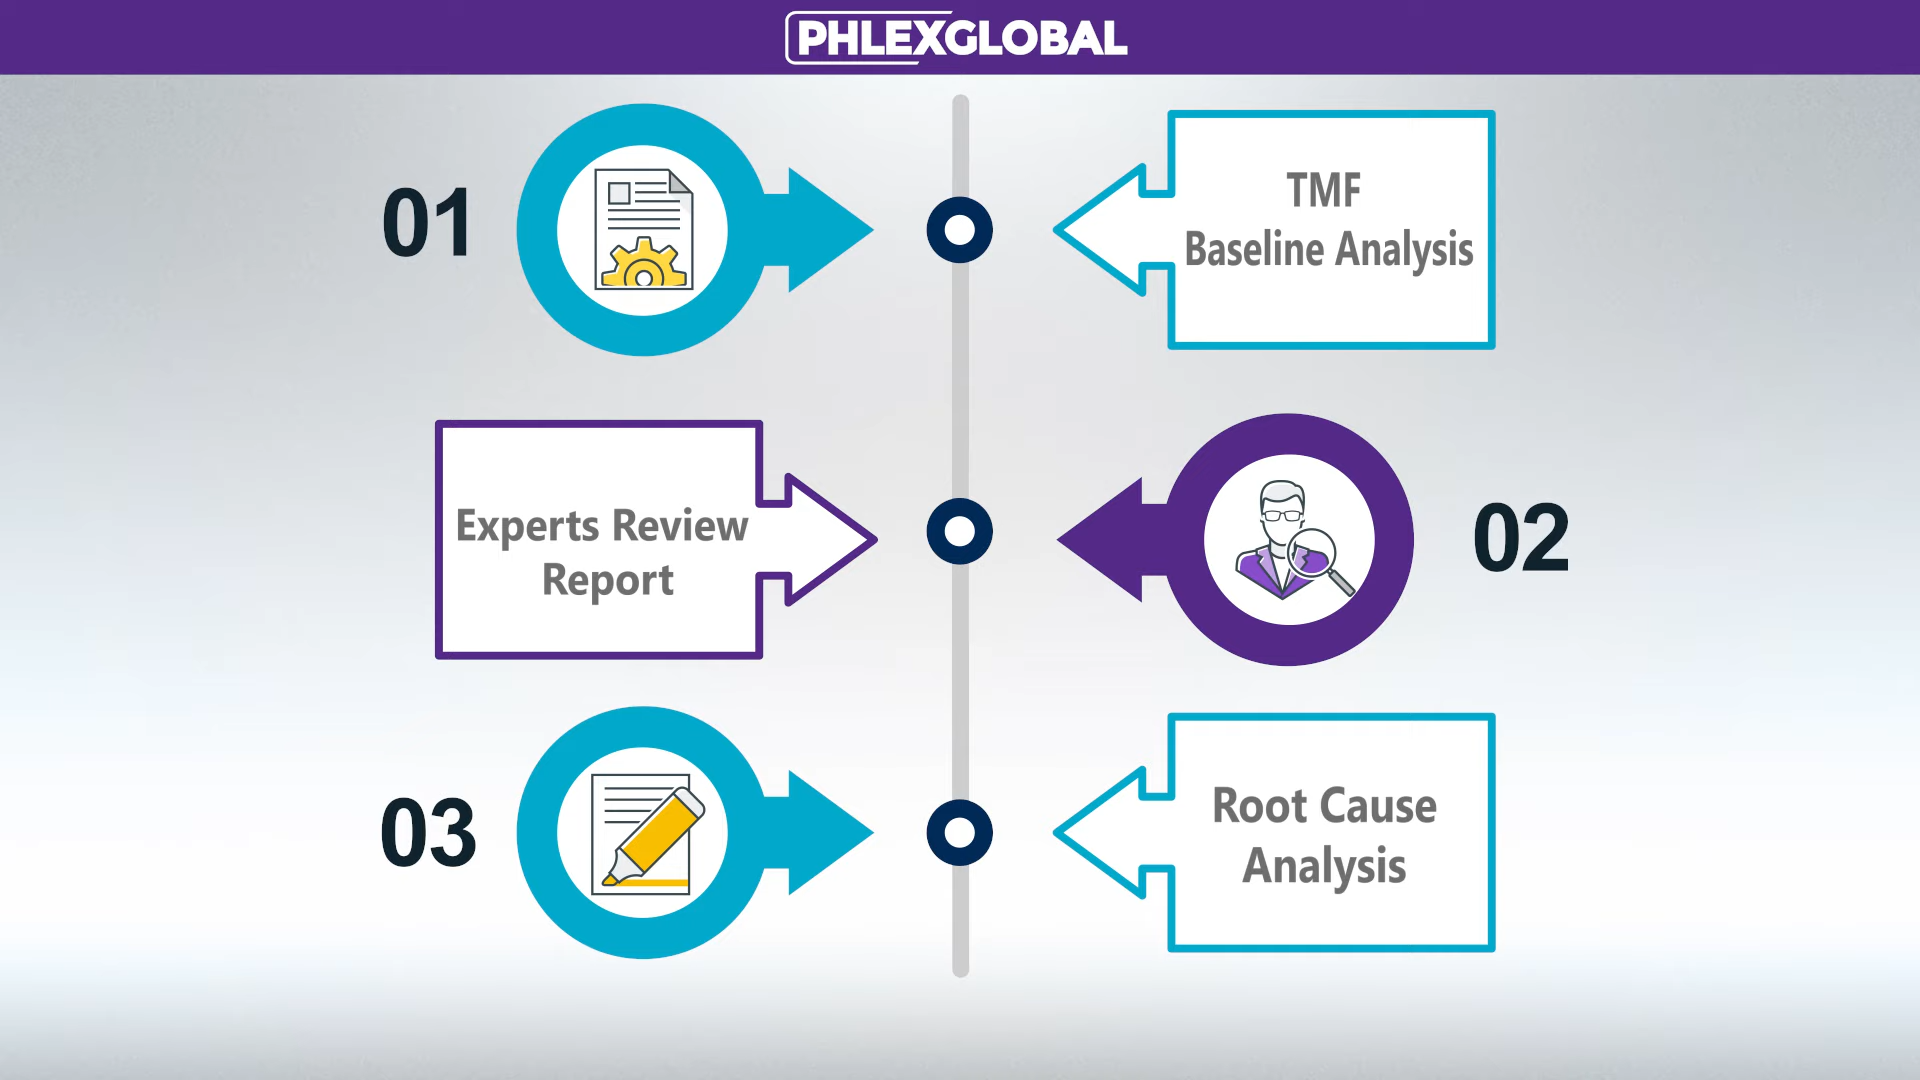 PHLEXGLOBAL
01
TMF
Baseline Analysis
Experts Review
Report
02
03
Root Cause
Analysis